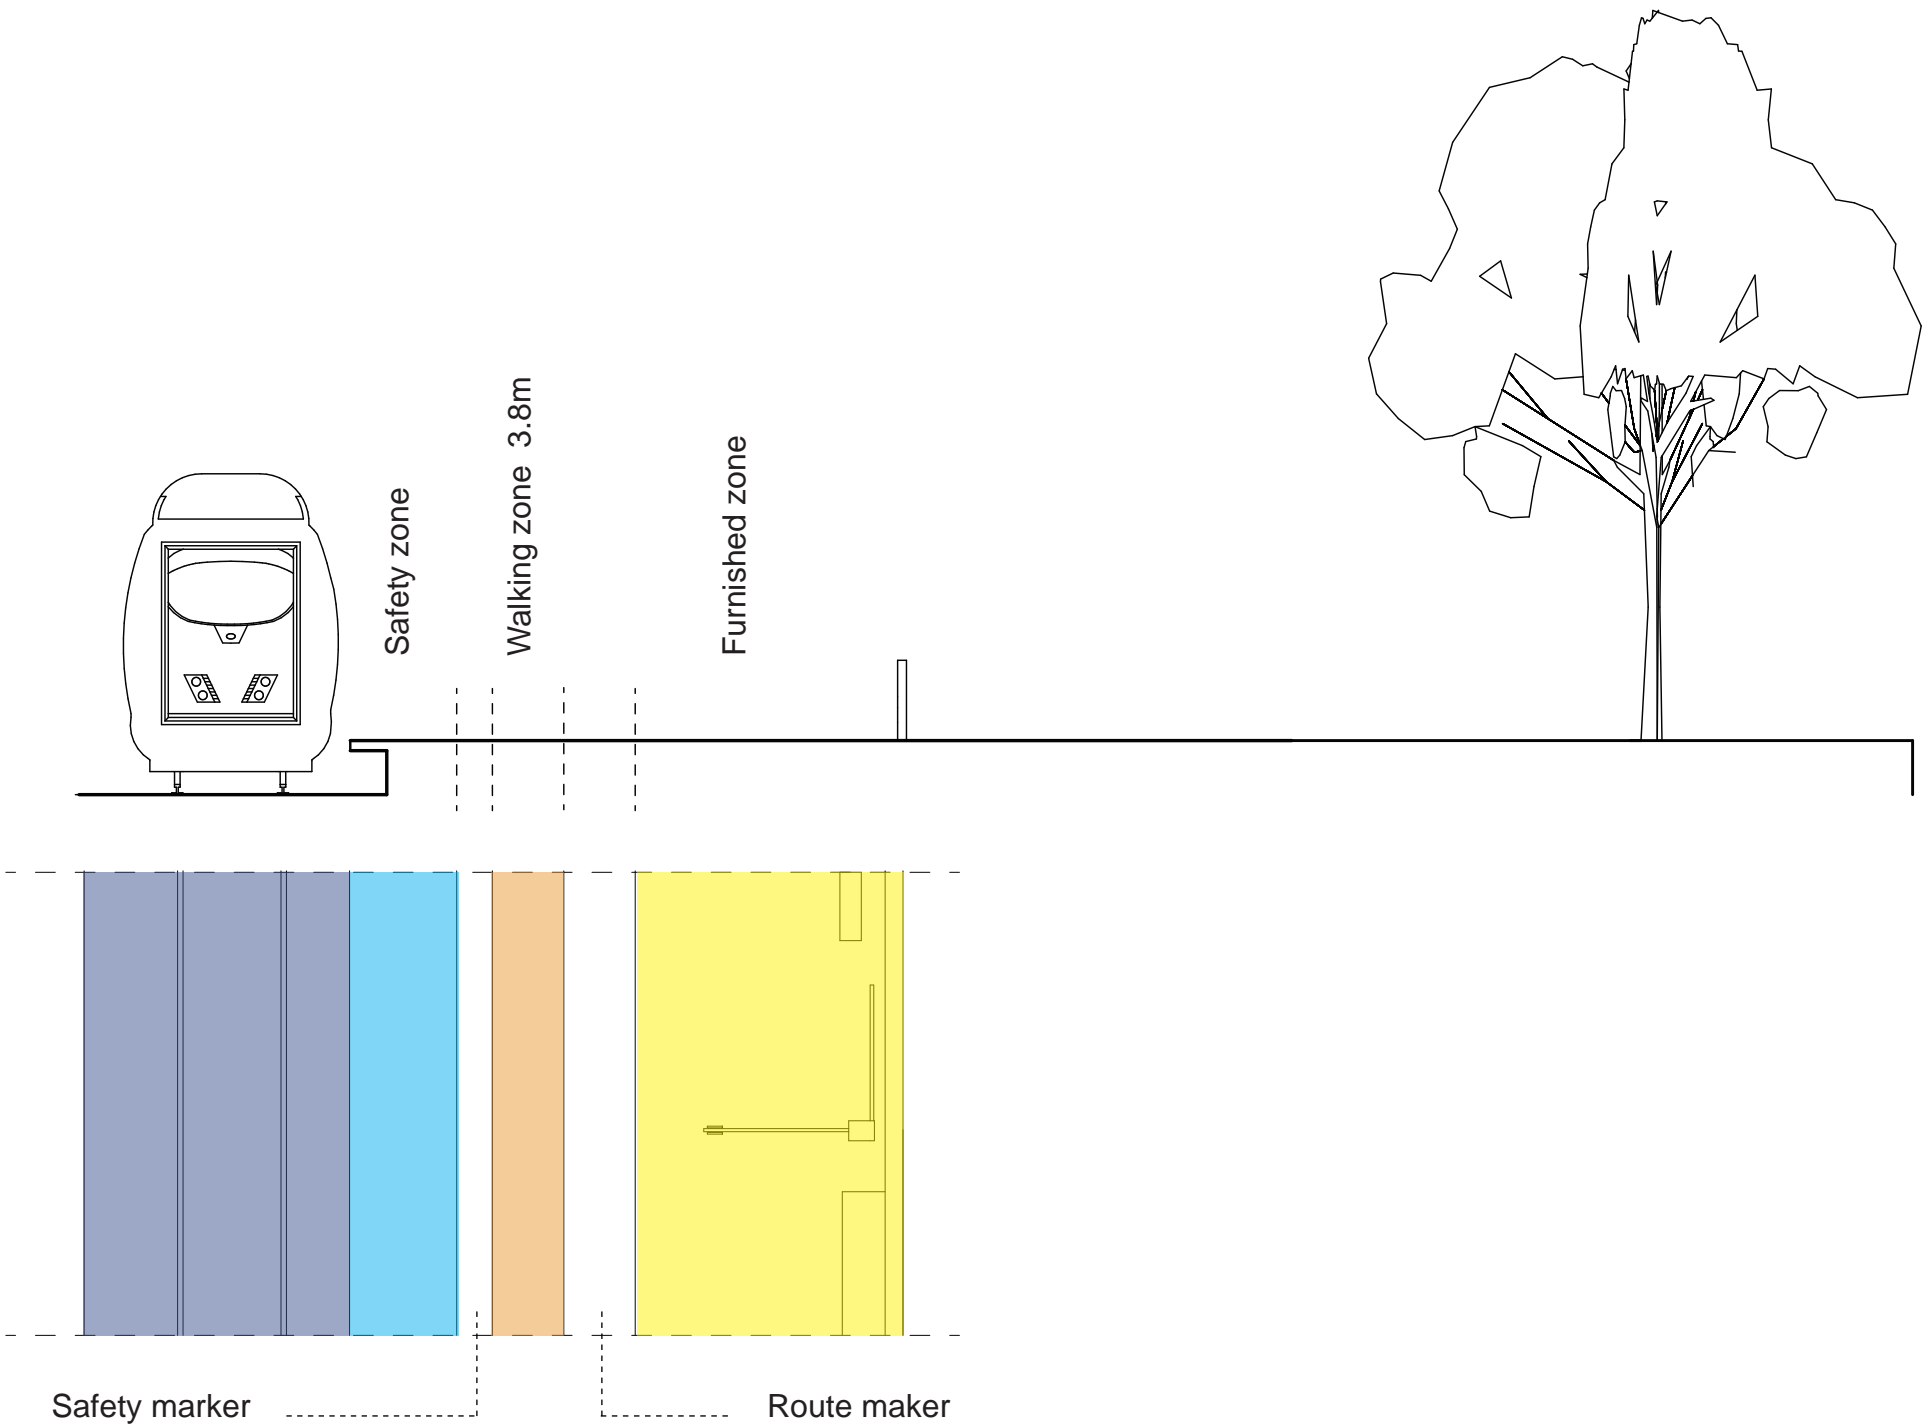 Safety zone
Walking zone 3.8m
Furnished zone
Safety marker
Route maker